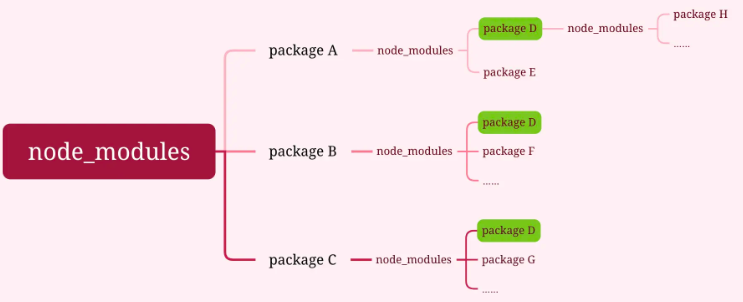 node_modules
package A
node_modules
package D
node_modules
package H
......
package E
package B
node_modules
package D
package F
......
package C
node_modules
package D
package G
......